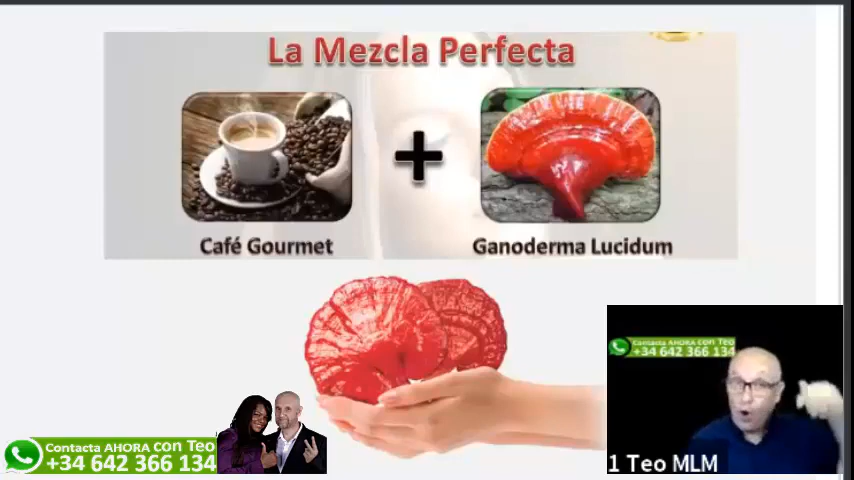 La Mezcla Perfecta
+
Café Gourmet
Ganoderma Lucidum
Contacta AHORA con Teo
+34 642 366 134
Contacta AHORA con Teo
+34 642 366 134
1 Teo MLM